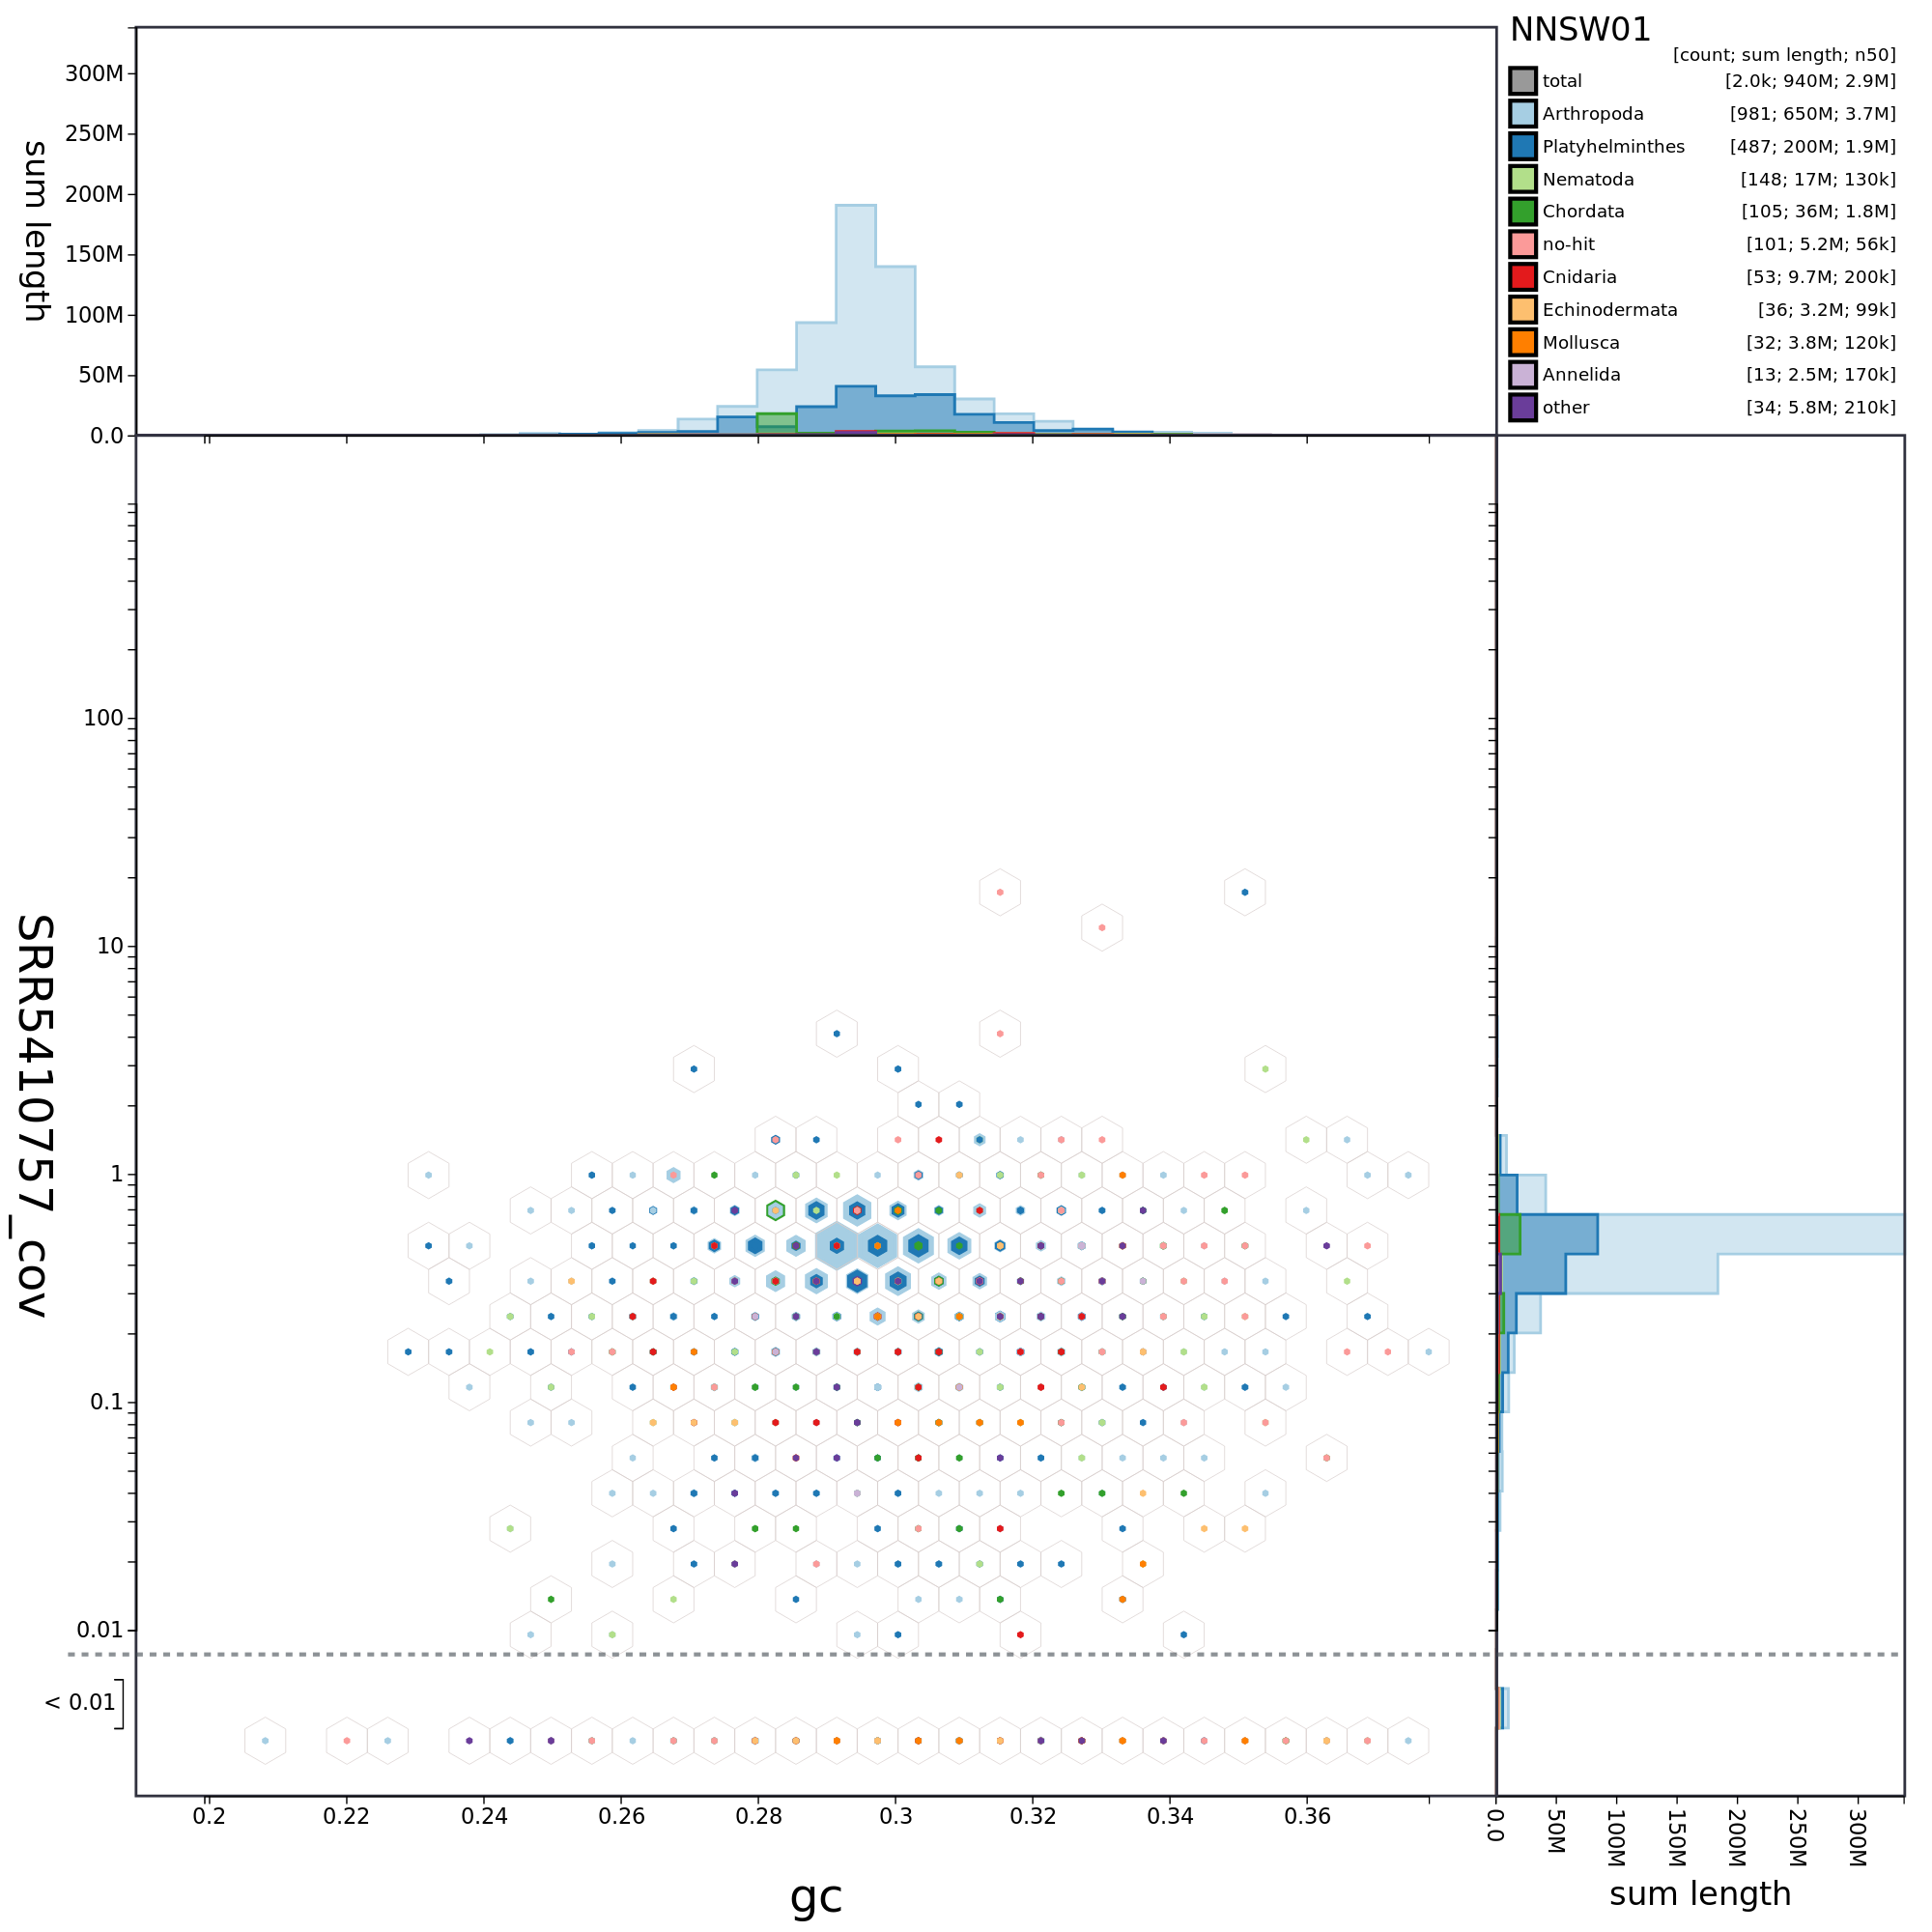 NNSW01
[count; sum length; n50]
total [2.0k; 940M; 2.9M]
Arthropoda [981; 650M; 3.7M]
Platyhelminthes [487; 200M; 1.9M]
Nematoda [148; 17M; 130k]
Chordata [105; 36M; 1.8M]
no-hit [101; 5.2M; 56k]
Cnidaria [53; 9.7M; 200k]
Echinodermata [36; 3.2M; 99k]
Mollusca [32; 3.8M; 120k]
Annelida [13; 2.5M; 170k]
other [34; 5.8M; 210k]
sum length
300M
250M
200M
150M
100M
50M
0.0
SRR5410757_cov
100
10
1
0.1
0.01
< 0.01
0.2 0.22 0.24 0.26 0.28 0.3 0.32 0.34 0.36
gc
0.0 50M 100M 150M 200M 250M 300M
sum length